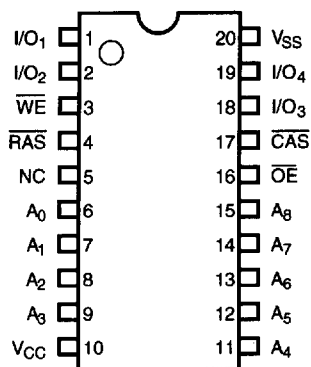 I/O1 1 20 VSS
I/O2 2 19 I/O4
WE 3 18 I/O3
RAS 4 17 CAS
NC 5 16 OE
A0 6 15 A8
A1 7 14 A7
A2 8 13 A6
A3 9 12 A5
VCC 10 11 A4